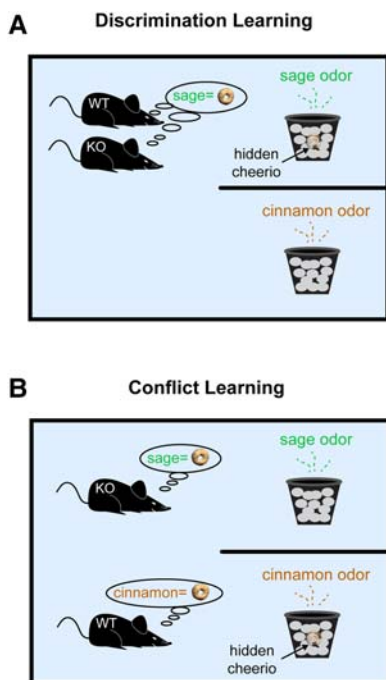 A
Discrimination Learning
WT
sage=
KO
sage odor
hidden
cheerio
cinnamon odor
B
Conflict Learning
KO
sage=
sage odor
WT
cinnamon=
cinnamon odor
hidden
cheerio